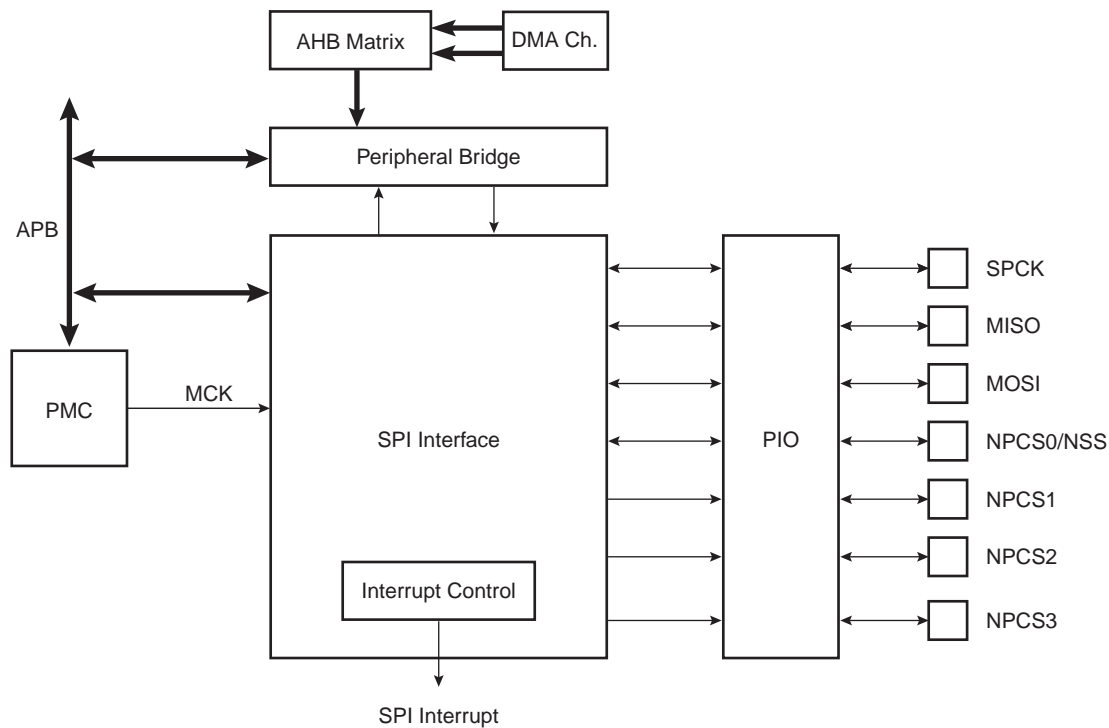 AHB Matrix
DMA Ch.
Peripheral Bridge
APB
PMC
MCK
SPI Interface
Interrupt Control
SPI Interrupt
PIO
SPCK
MISO
MOSI
NPCS0/NSS
NPCS1
NPCS2
NPCS3